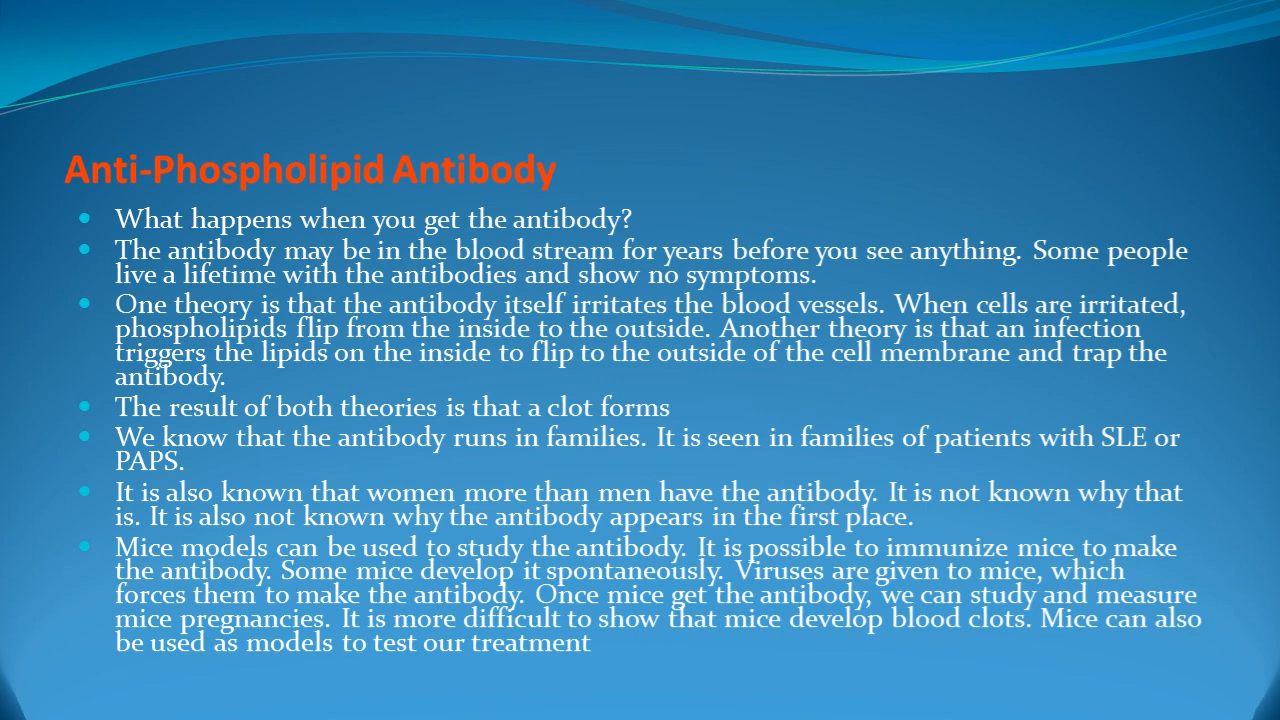 Anti-Phospholipid Antibody
• What happens when you get the antibody?
• The antibody may be in the blood stream for years before you see anything. Some people
live a lifetime with the antibodies and show no symptoms.
• One theory is that the antibody itself irritates the blood vessels. When cells are irritated,
phospholipids flip from the inside to the outside. Another theory is that an infection
triggers the lipids on the inside to flip to the outside of the cell membrane and trap the
antibody.
• The result of both theories is that a clot forms
• We know that the antibody runs in families. It is seen in families of patients with SLE or
PAPS.
• It is also known that women more than men have the antibody. It is not known why that
is. It is also not known why the antibody appears in the first place.
• Mice models can be used to study the antibody. It is possible to immunize mice to make
the antibody. Some mice develop it spontaneously. Viruses are given to mice, which
forces them to make the antibody. Once mice get the antibody, we can study and measure
mice pregnancies. It is more difficult to show that mice develop blood clots. Mice can also
be used as models to test our treatment